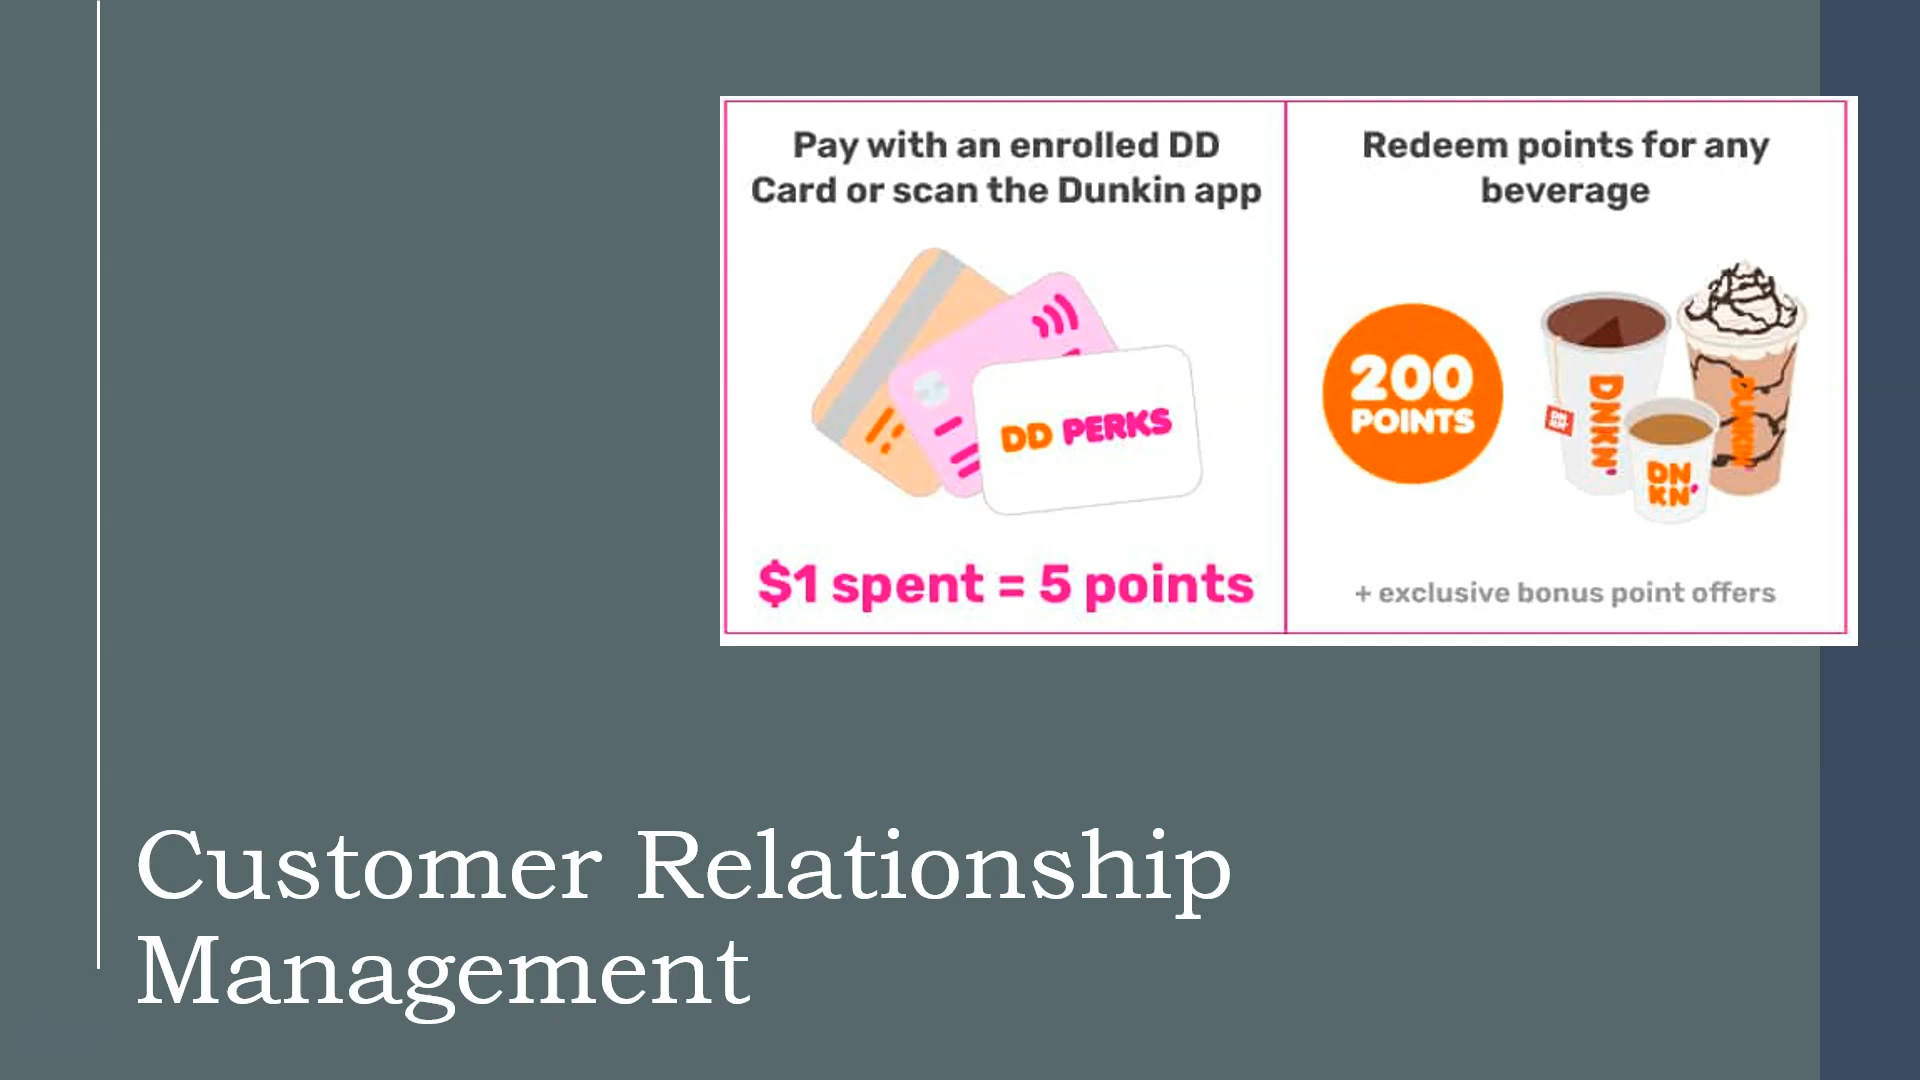 Pay with an enrolled DD
Card or scan the Dunkin app
DD PERKS
$1 spent = 5 points
Redeem points for any
beverage
200
POINTS
DNKN'
DUNKIN'
DN
KN'
+ exclusive bonus point offers
Customer Relationship
Management